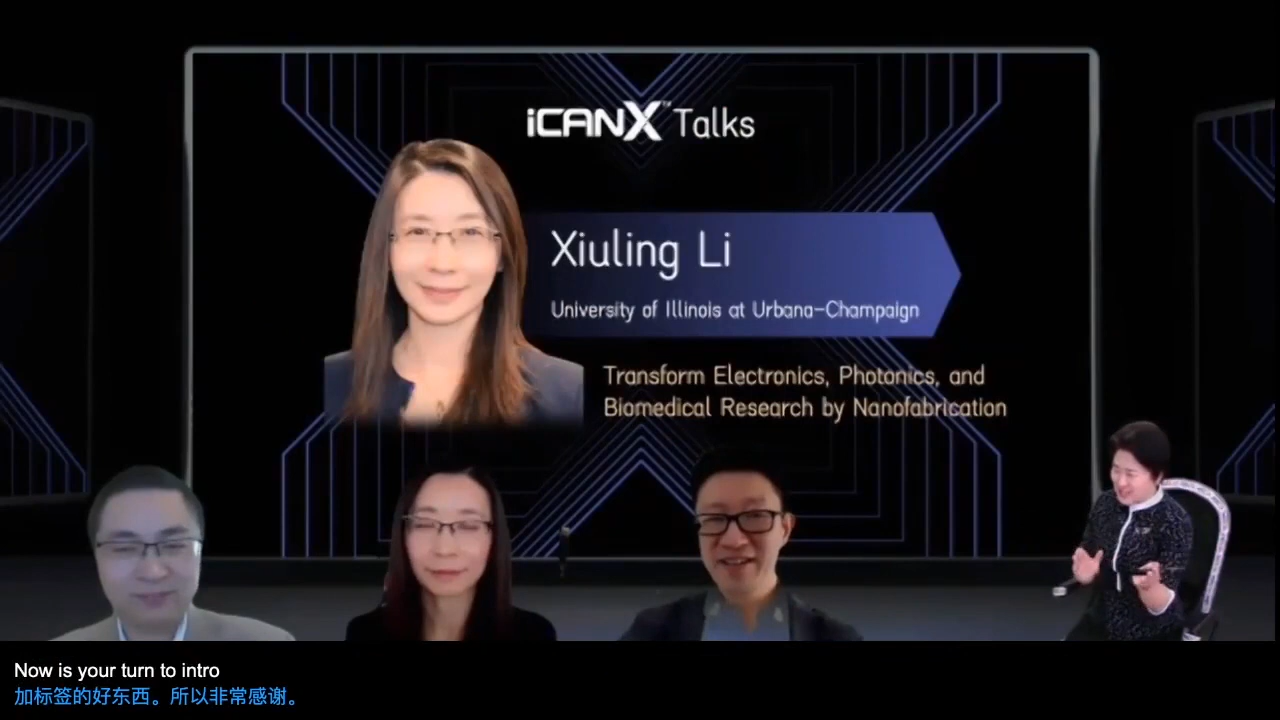 iCANX™ Talks
Xiuling Li
University of Illinois at Urbana-Champaign
Transform Electronics, Photonics, and
Biomedical Research by Nanofabrication
Now is your turn to intro
加标签的好东西。所以非常感谢。